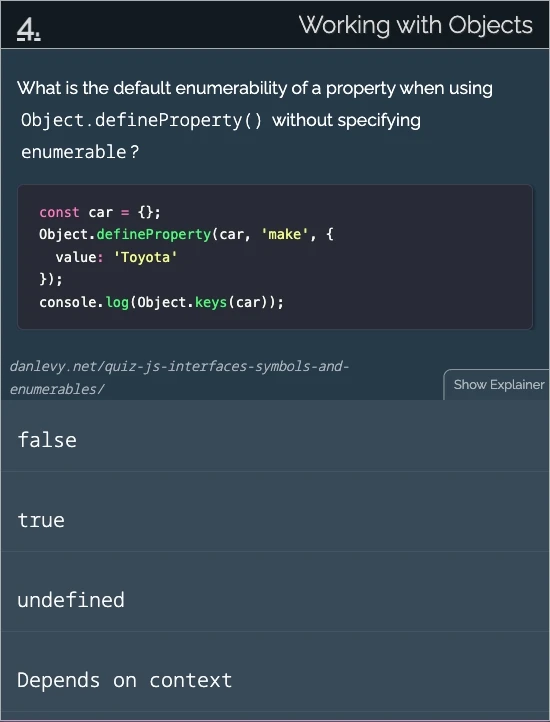 4.
Working with Objects
What is the default enumerability of a property when using
Object.defineProperty() without specifying
enumerable?
const car = {};
Object.defineProperty(car, 'make', {
  value: 'Toyota'
});
console.log(Object.keys(car));
danlevy.net/quiz-js-interfaces-symbols-and-
enumerables/
Show Explainer
false
true
undefined
Depends on context